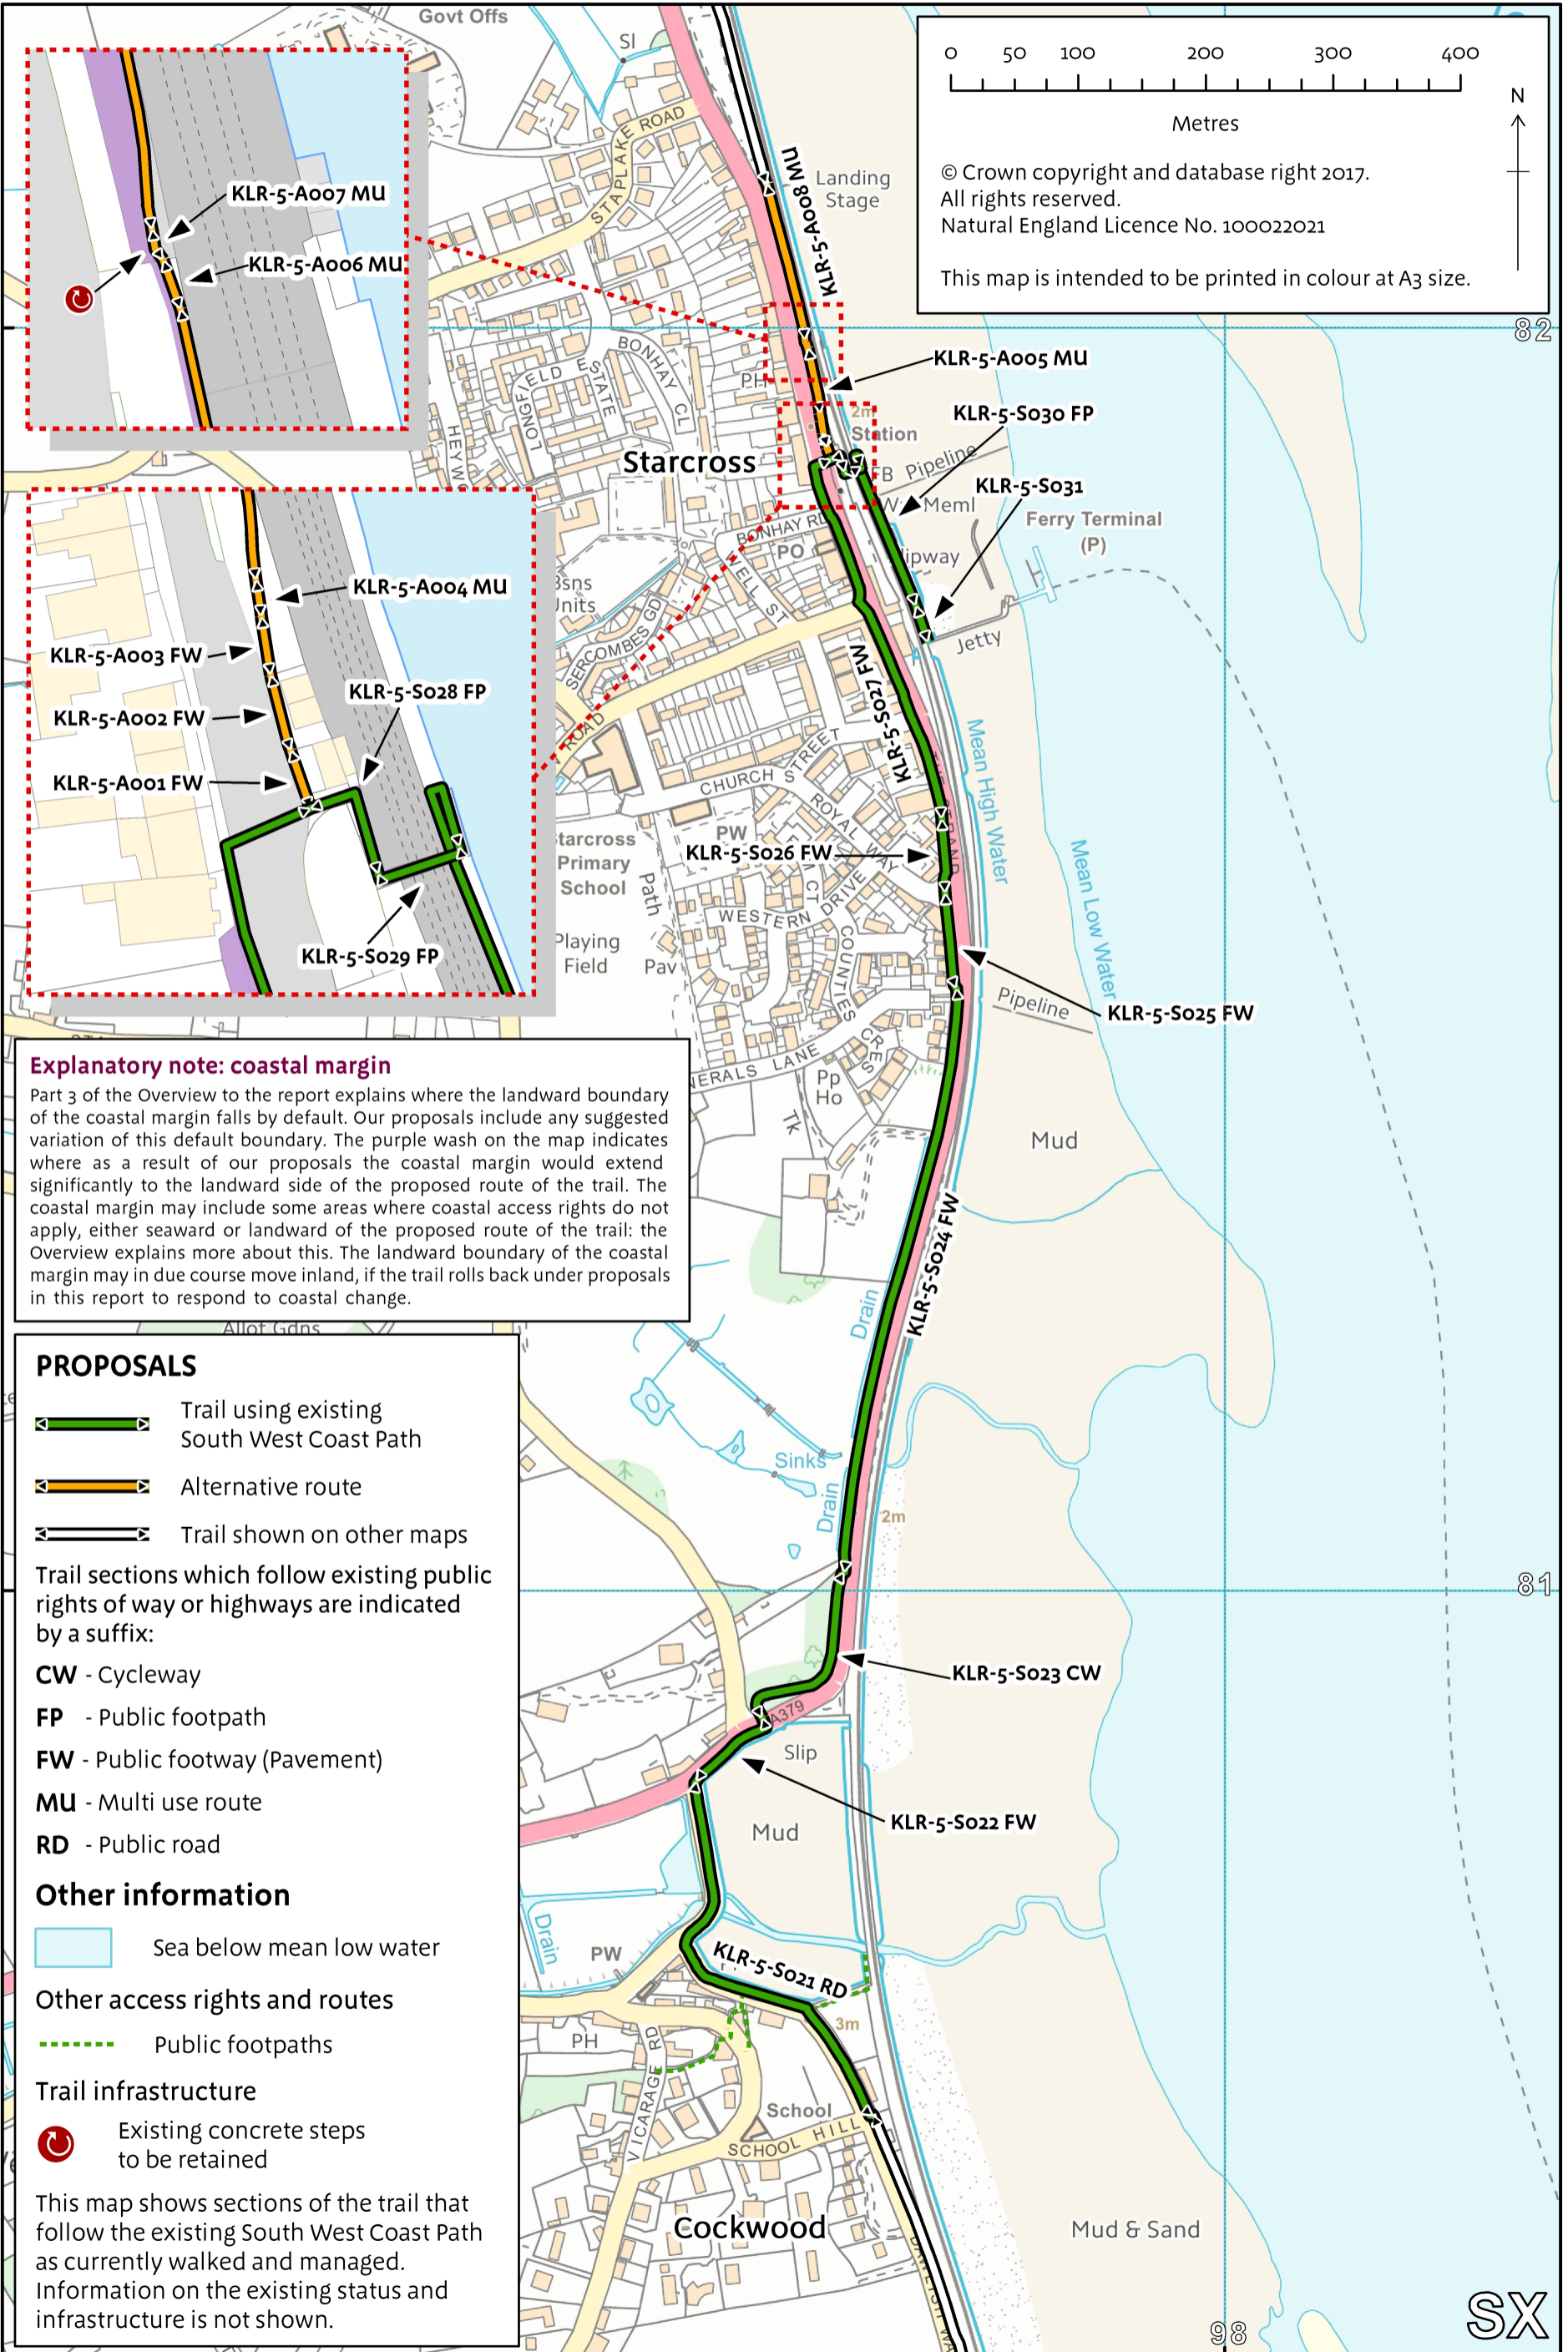 Govt Offs
SI
STAPLAKE ROAD
Landing
Stage
KLR-5-A008 MU
0 50 100 200 300 400
Metres
N
© Crown copyright and database right 2017.
All rights reserved.
Natural England Licence No. 100022021
This map is intended to be printed in colour at A3 size.
82
KLR-5-A007 MU
KLR-5-A006 MU
KLR-5-A005 MU
BONHAY CL
LONGFIELD ESTATE
PH
2m
Station
KLR-5-S030 FP
Starcross
FB
Pipeline
KLR-5-S031
Meml
Ferry Terminal
(P)
BONHAY RD
PO
WELL ST
Jetty
SERCOMBES GD
ROAD
KLR-5-A004 MU
KLR-5-A003 FW
KLR-5-S028 FP
KLR-5-A002 FW
KLR-5-A001 FW
KLR-5-S029 FP
KLR-5-S027 FW
Mean High Water
CHURCH STREET
ROYAL WAY
PW
Primary
School
KLR-5-S026 FW
Mean Low Water
Path
WESTERN DRIVE
COUNTIES CRES
Playing
Field
Pav
Pipeline
KLR-5-S025 FW
LANE
Pp
Ho
Tk
Mud
Explanatory note: coastal margin
Part 3 of the Overview to the report explains where the landward boundary
of the coastal margin falls by default. Our proposals include any suggested
variation of this default boundary. The purple wash on the map indicates
where as a result of our proposals the coastal margin would extend
significantly to the landward side of the proposed route of the trail. The
coastal margin may include some areas where coastal access rights do not
apply, either seaward or landward of the proposed route of the trail: the
Overview explains more about this. The landward boundary of the coastal
margin may in due course move inland, if the trail rolls back under proposals
in this report to respond to coastal change.
KLR-5-S024 FW
Drain
Allot Gdns
PROPOSALS
Trail using existing
South West Coast Path
Alternative route
Trail shown on other maps
Trail sections which follow existing public
rights of way or highways are indicated
by a suffix:
CW - Cycleway
FP - Public footpath
FW - Public footway (Pavement)
MU - Multi use route
RD - Public road
Other information
Sea below mean low water
Other access rights and routes
Public footpaths
Trail infrastructure
Existing concrete steps
to be retained
This map shows sections of the trail that
follow the existing South West Coast Path
as currently walked and managed.
Information on the existing status and
infrastructure is not shown.
Sinks
Drain
2m
81
KLR-5-S023 CW
A379
Slip
KLR-5-S022 FW
Mud
Drain
PW
KLR-5-S021 RD
3m
PH
VICARAGE RD
School
SCHOOL HILL
Cockwood
Mud & Sand
98
SX